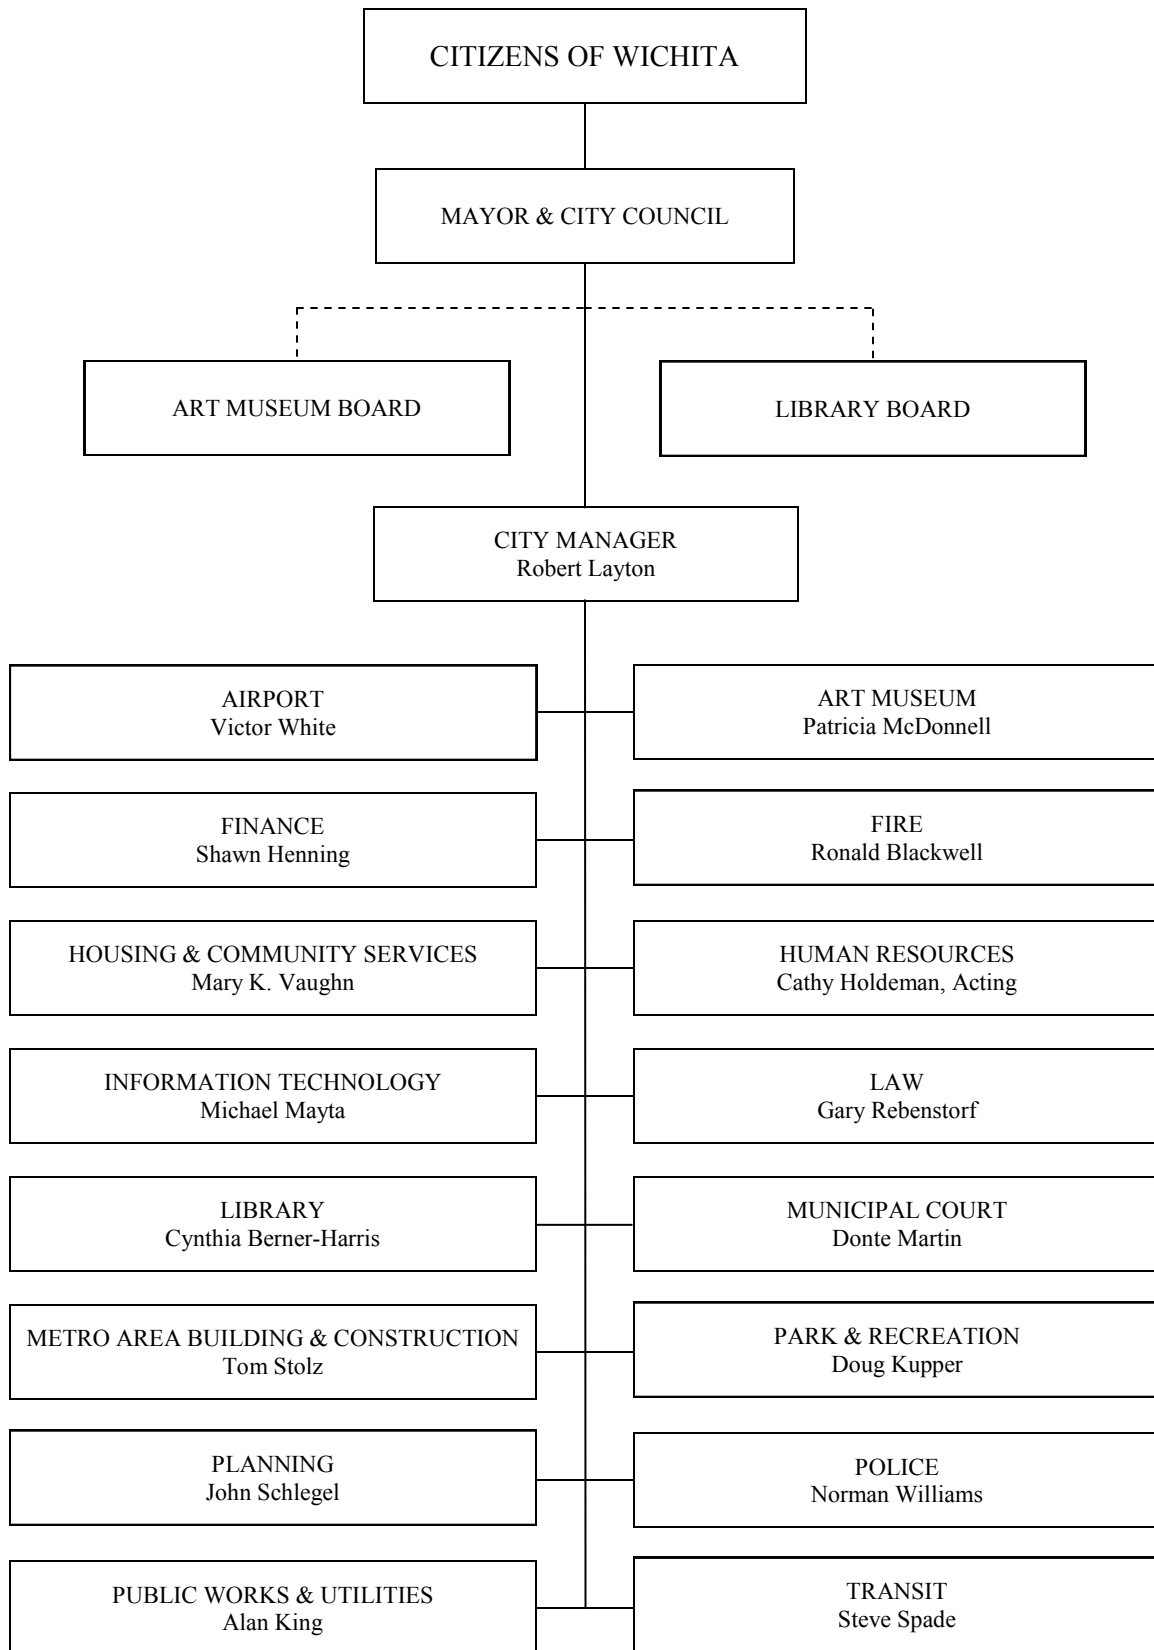 CITIZENS OF WICHITA
MAYOR & CITY COUNCIL
ART MUSEUM BOARD
LIBRARY BOARD
CITY MANAGER
Robert Layton
AIRPORT
Victor White
ART MUSEUM
Patricia McDonnell
FINANCE
Shawn Henning
FIRE
Ronald Blackwell
HOUSING & COMMUNITY SERVICES
Mary K. Vaughn
HUMAN RESOURCES
Cathy Holdeman, Acting
INFORMATION TECHNOLOGY
Michael Mayta
LAW
Gary Rebenstorf
LIBRARY
Cynthia Berner-Harris
MUNICIPAL COURT
Donte Martin
METRO AREA BUILDING & CONSTRUCTION
Tom Stolz
PARK & RECREATION
Doug Kupper
PLANNING
John Schlegel
POLICE
Norman Williams
PUBLIC WORKS & UTILITIES
Alan King
TRANSIT
Steve Spade